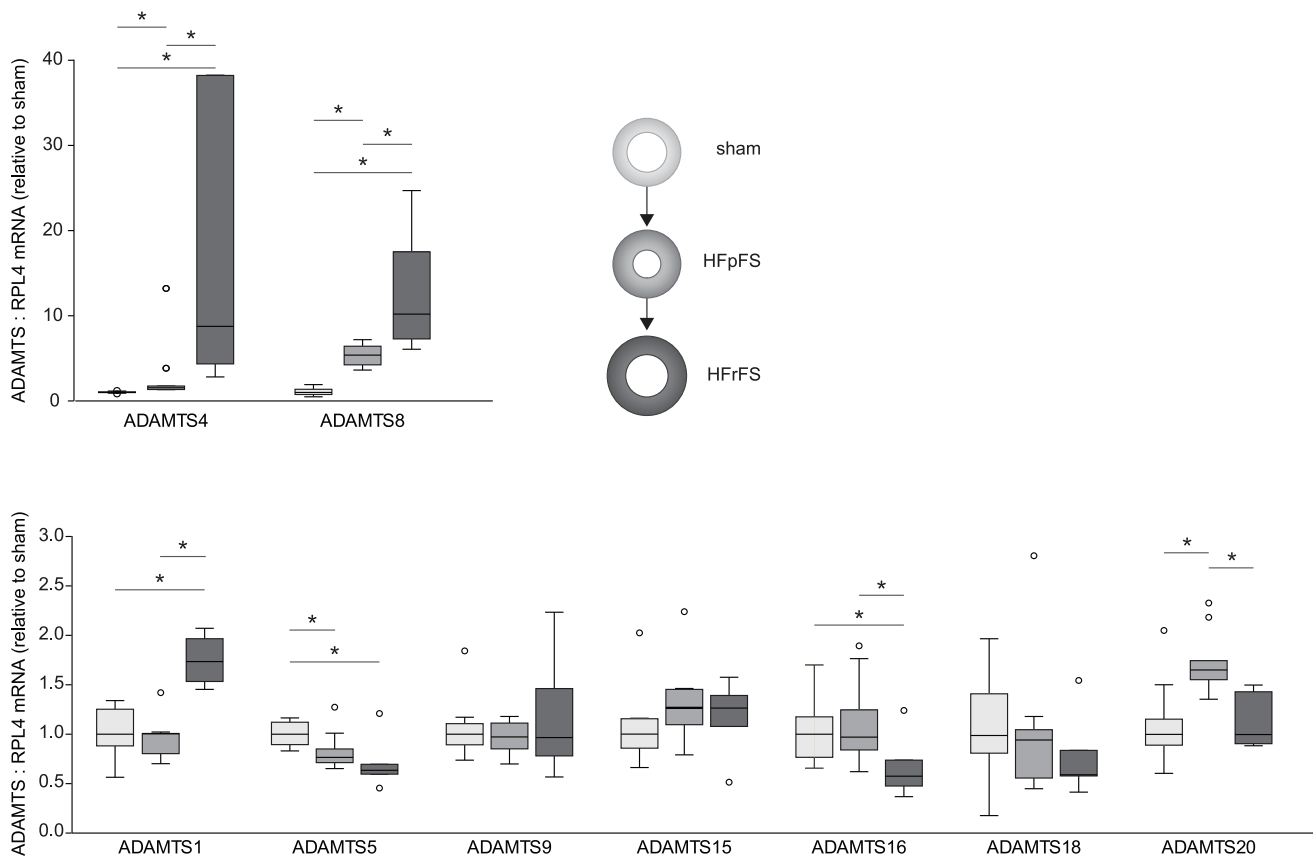 ADAMTS : RPL4 mRNA (relative to sham)
40
30
20
10
0
* * *
* * *
ADAMTS4 ADAMTS8
sham
HFpFS
HFrFS
ADAMTS : RPL4 mRNA (relative to sham)
3.0
2.5
2.0
1.5
1.0
0.5
0.0
* *
* *
* *
* *
ADAMTS1 ADAMTS5 ADAMTS9 ADAMTS15 ADAMTS16 ADAMTS18 ADAMTS20